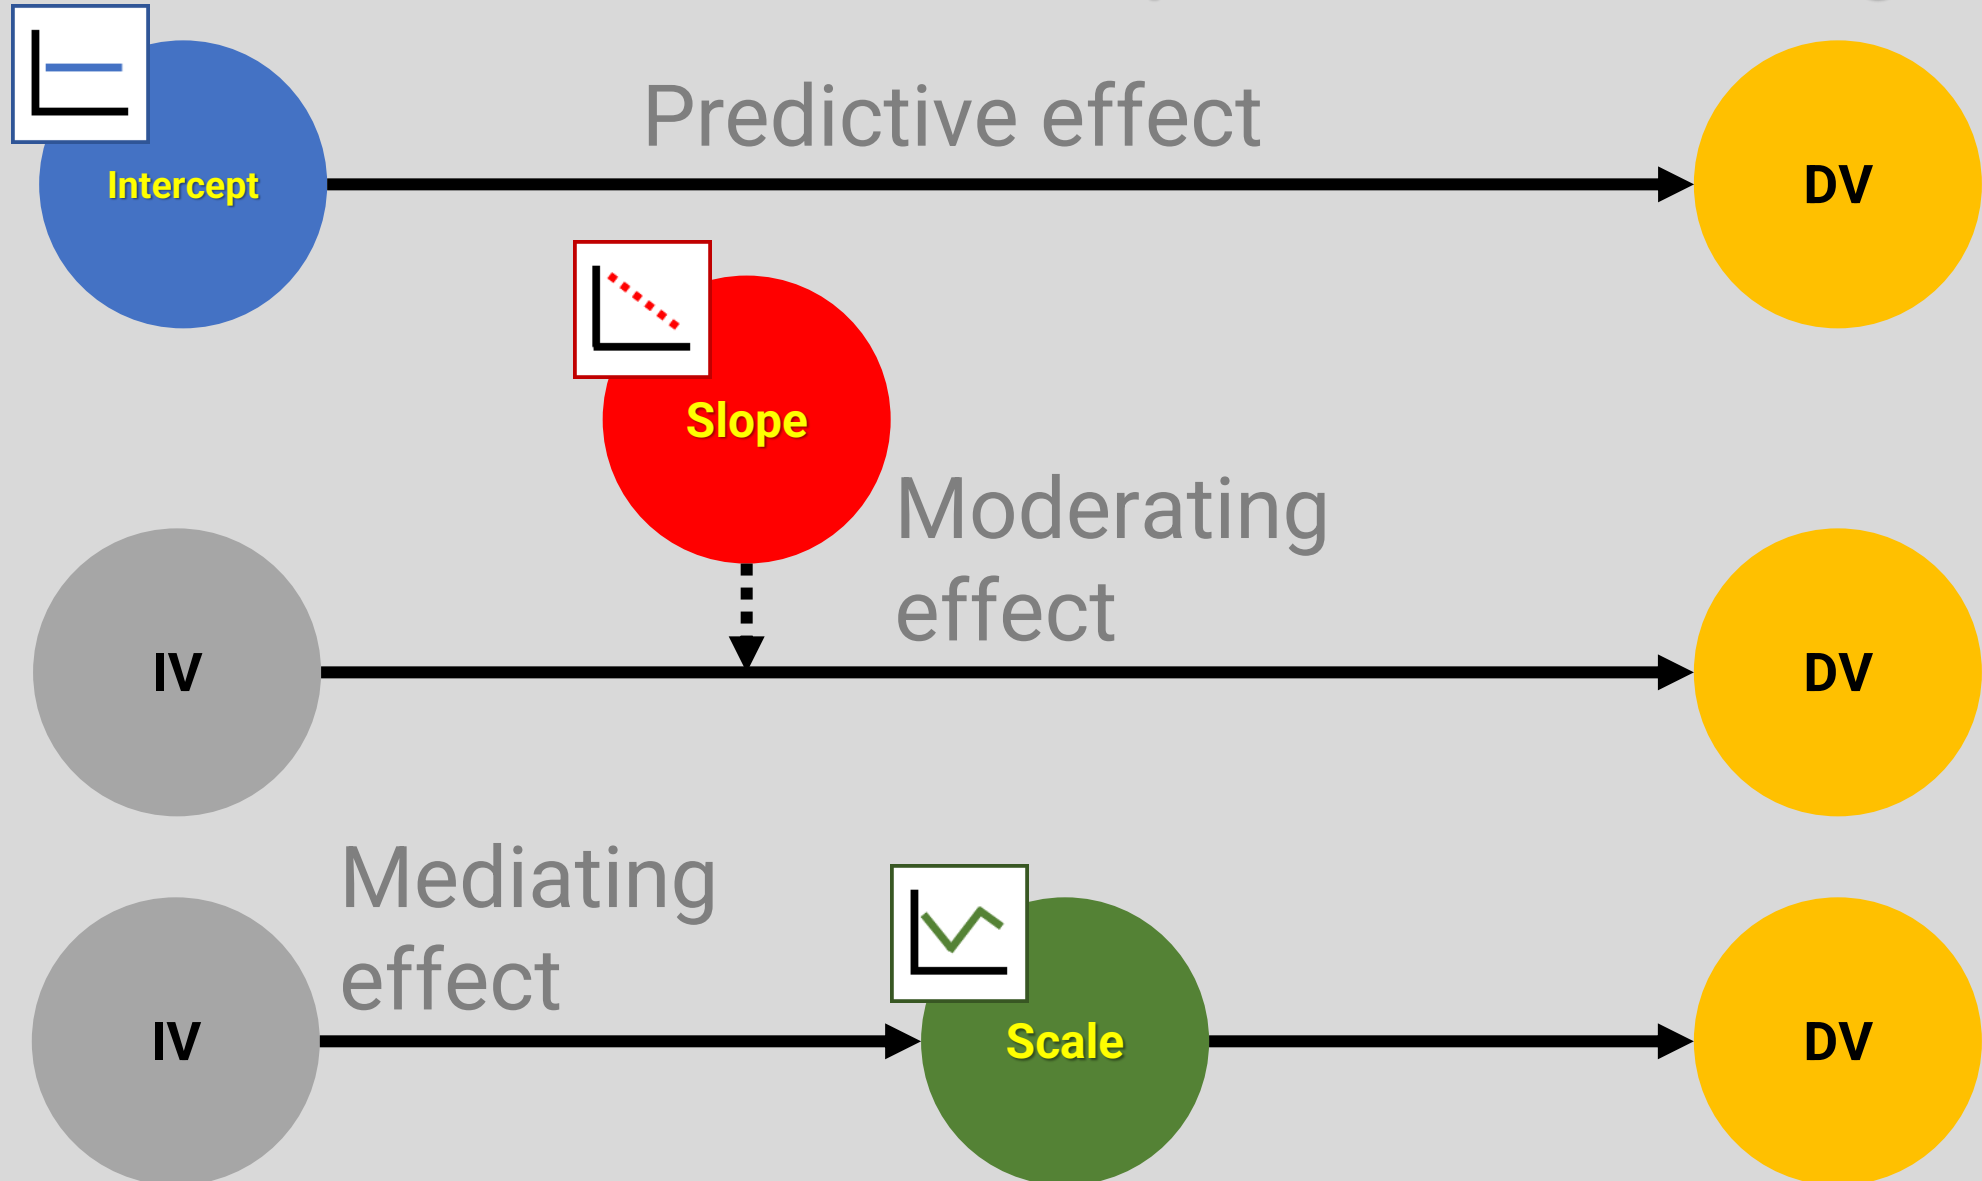 Predictive effect
Intercept
DV
Slope
Moderating
effect
IV
DV
Mediating
effect
IV
Scale
DV